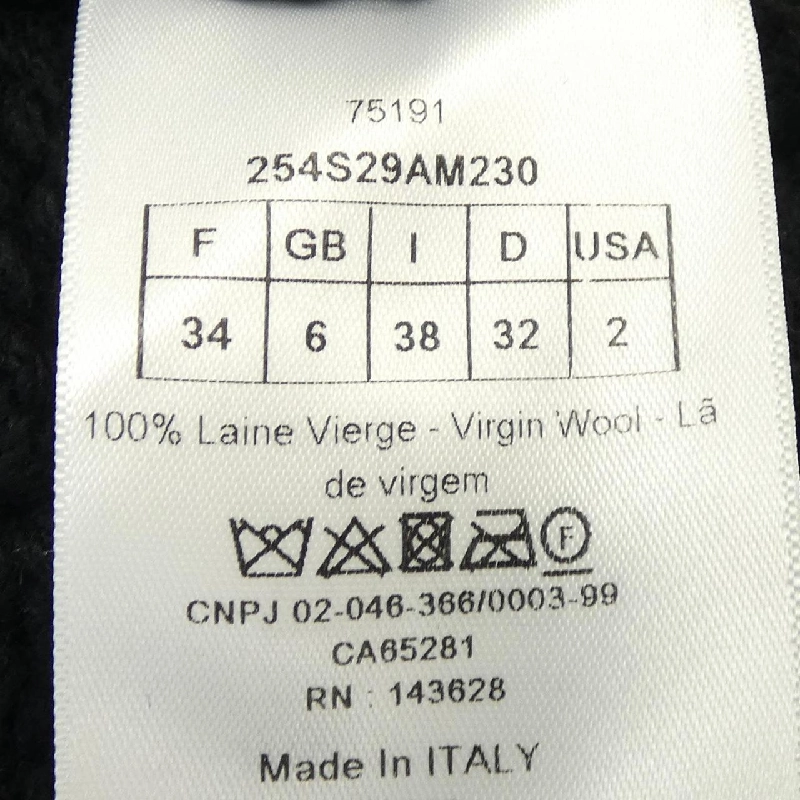 75191
254S29AM230
F GB I D USA
34 6 38 32 2
100% Laine Vierge - Virgin Wool - Lã
de virgem
F
CNPJ 02-046-366/0003-99
CA65281
RN : 143628
Made In ITALY